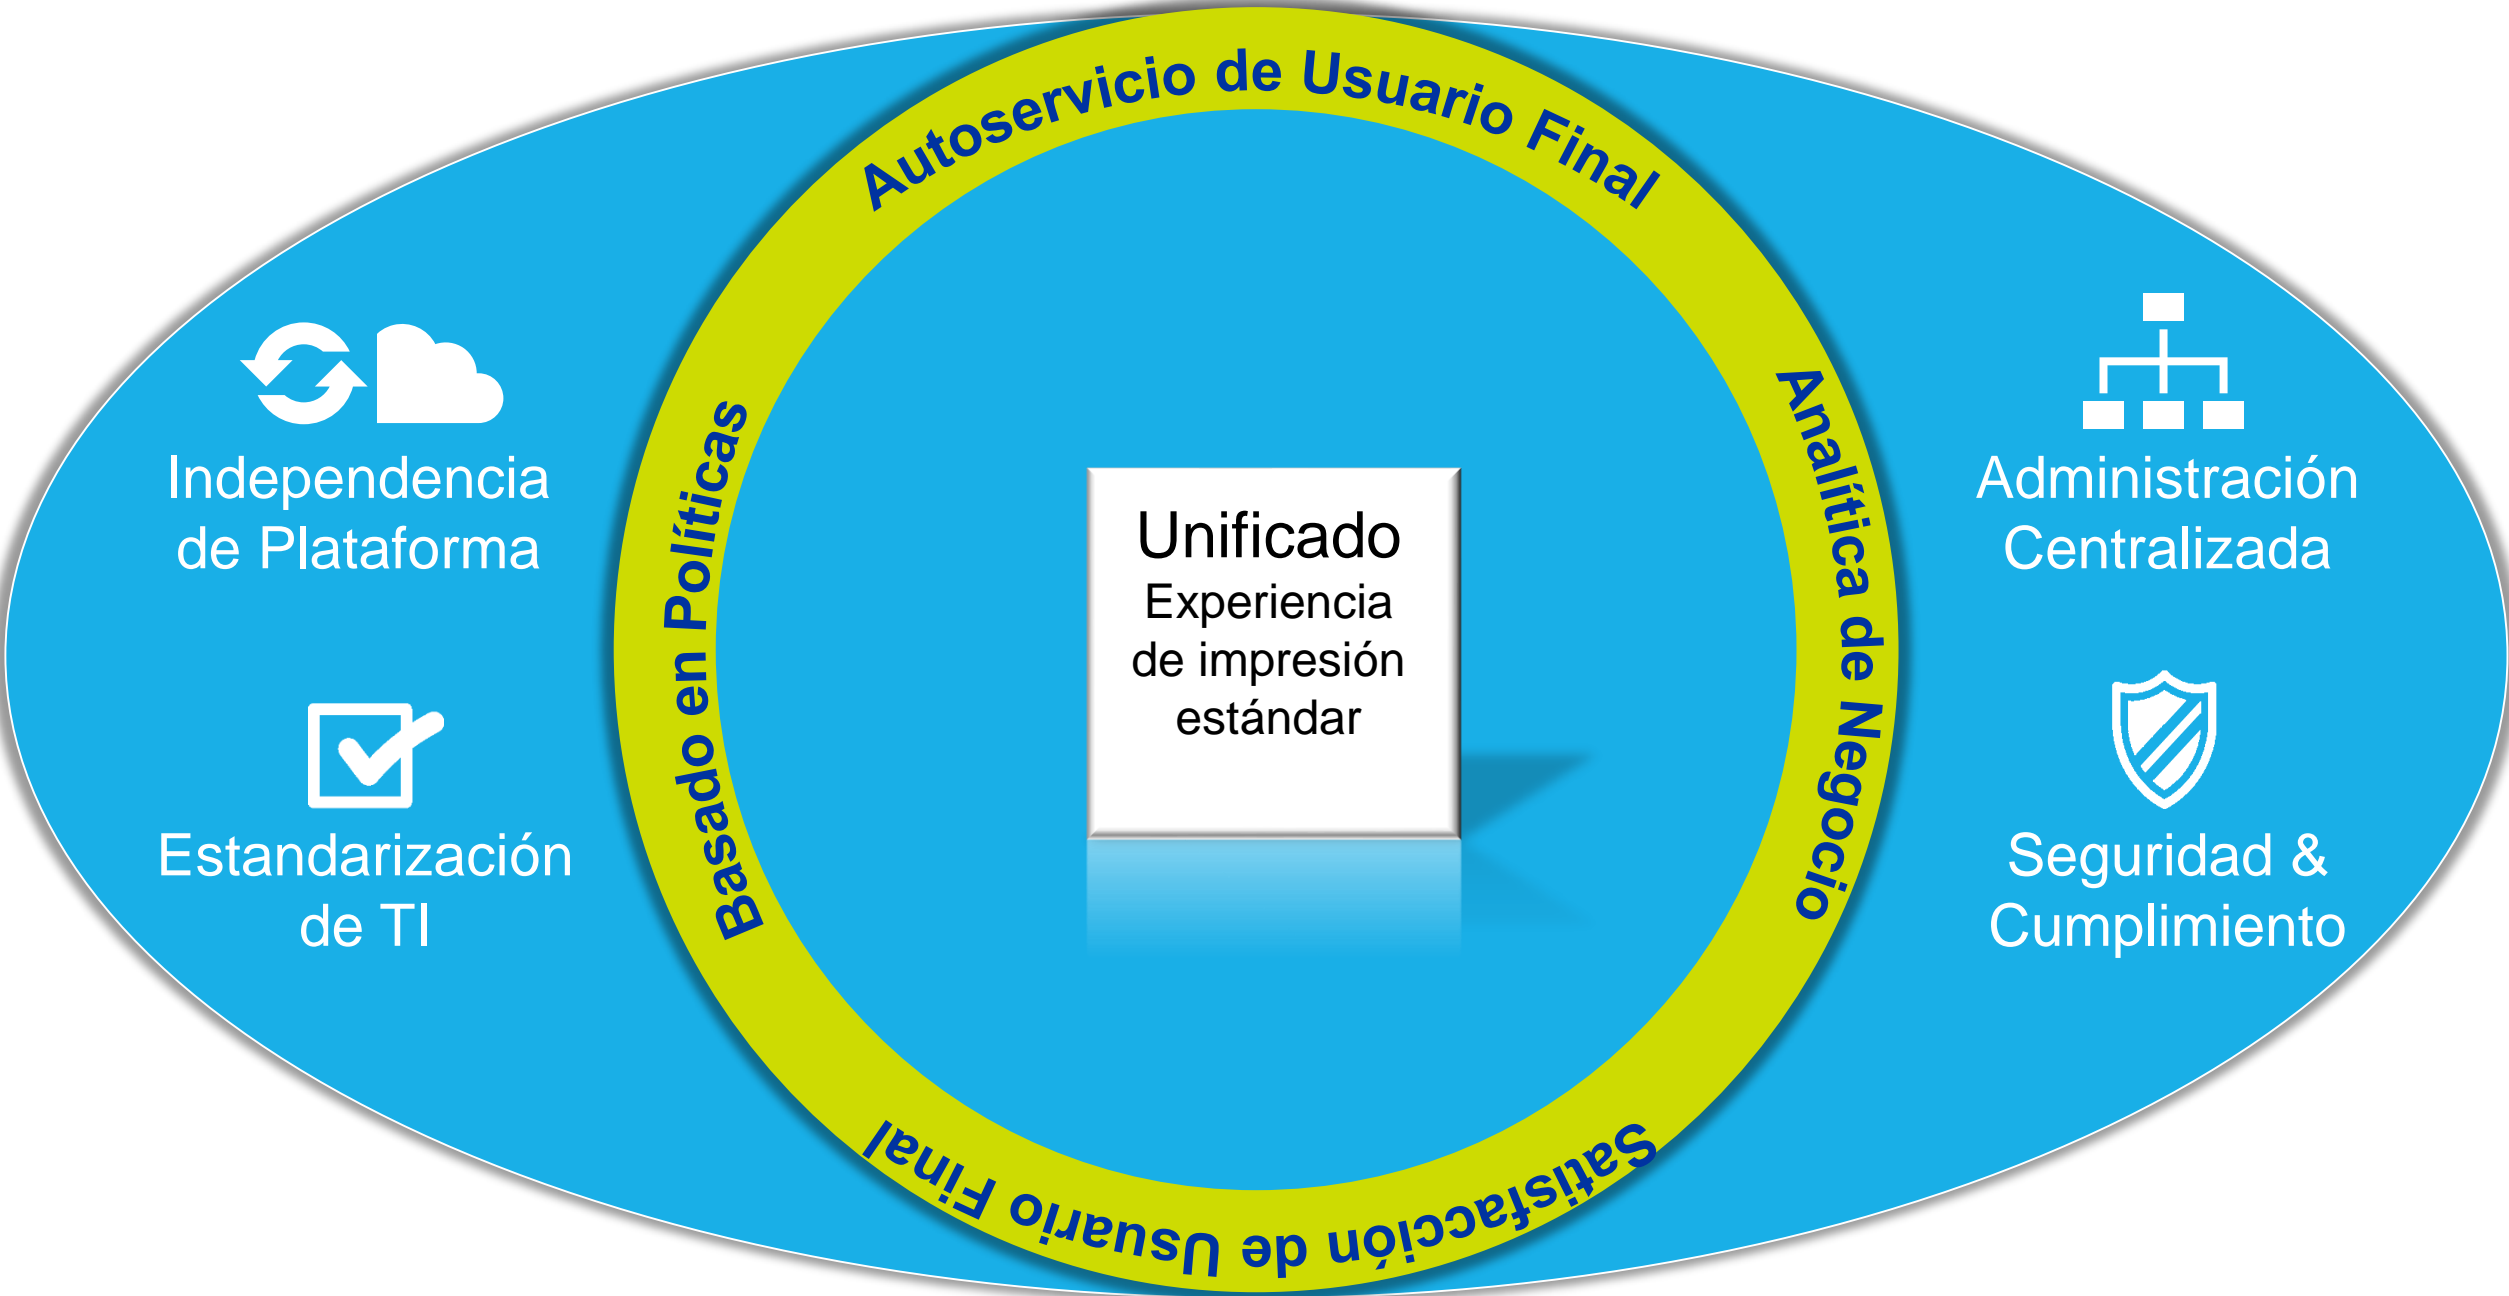 Autoservicio de Usuario Final
Independencia
de Plataforma
Estandarización
de TI
Basado en Políticas
Unificado
Experiencia
de impresión
estándar
Analítica de Negocio
Administración
Centralizada
Seguridad &
Cumplimiento
Satisfacción de Usuario Final